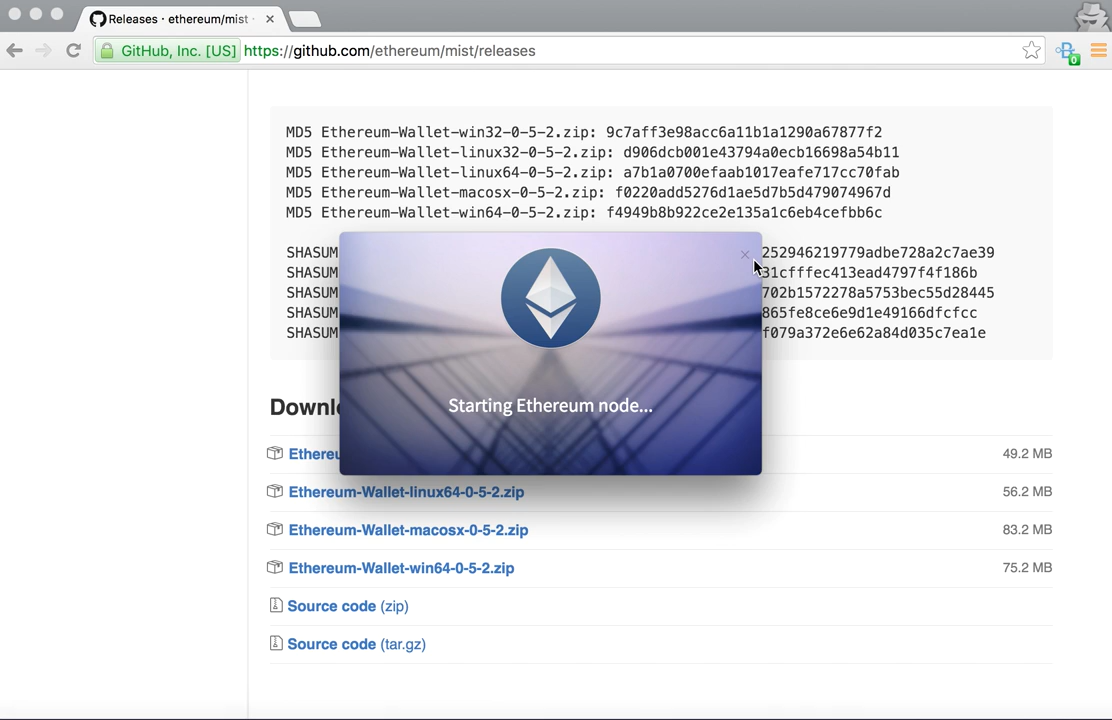 Releases · ethereum/mist ·
GitHub, Inc. [US] https://github.com/ethereum/mist/releases
0
MD5 Ethereum-Wallet-win32-0-5-2.zip: 9c7aff3e98acc6a11b1a1290a67877f2
MD5 Ethereum-Wallet-linux32-0-5-2.zip: d906dcb001e43794a0ecb16698a54b11
MD5 Ethereum-Wallet-linux64-0-5-2.zip: a7b1a0700efaab1017eafe717cc70fab
MD5 Ethereum-Wallet-macosx-0-5-2.zip: f0220add5276d1ae5d7b5d479074967d
MD5 Ethereum-Wallet-win64-0-5-2.zip: f4949b8b922ce2e135a1c6eb4cefbb6c
SHASUM 252946219779adbe728a2c7ae39
SHASUM 31cfffec413ead4797f4f186b
SHASUM 702b1572278a5753bec55d28445
SHASUM 865fe8ce6e9d1e49166dfcfcc
SHASUM f079a372e6e62a84d035c7ea1e
Starting Ethereum node...
Downl
Ethereu 49.2 MB
Ethereum-Wallet-linux64-0-5-2.zip 56.2 MB
Ethereum-Wallet-macosx-0-5-2.zip 83.2 MB
Ethereum-Wallet-win64-0-5-2.zip 75.2 MB
Source code (zip)
Source code (tar.gz)